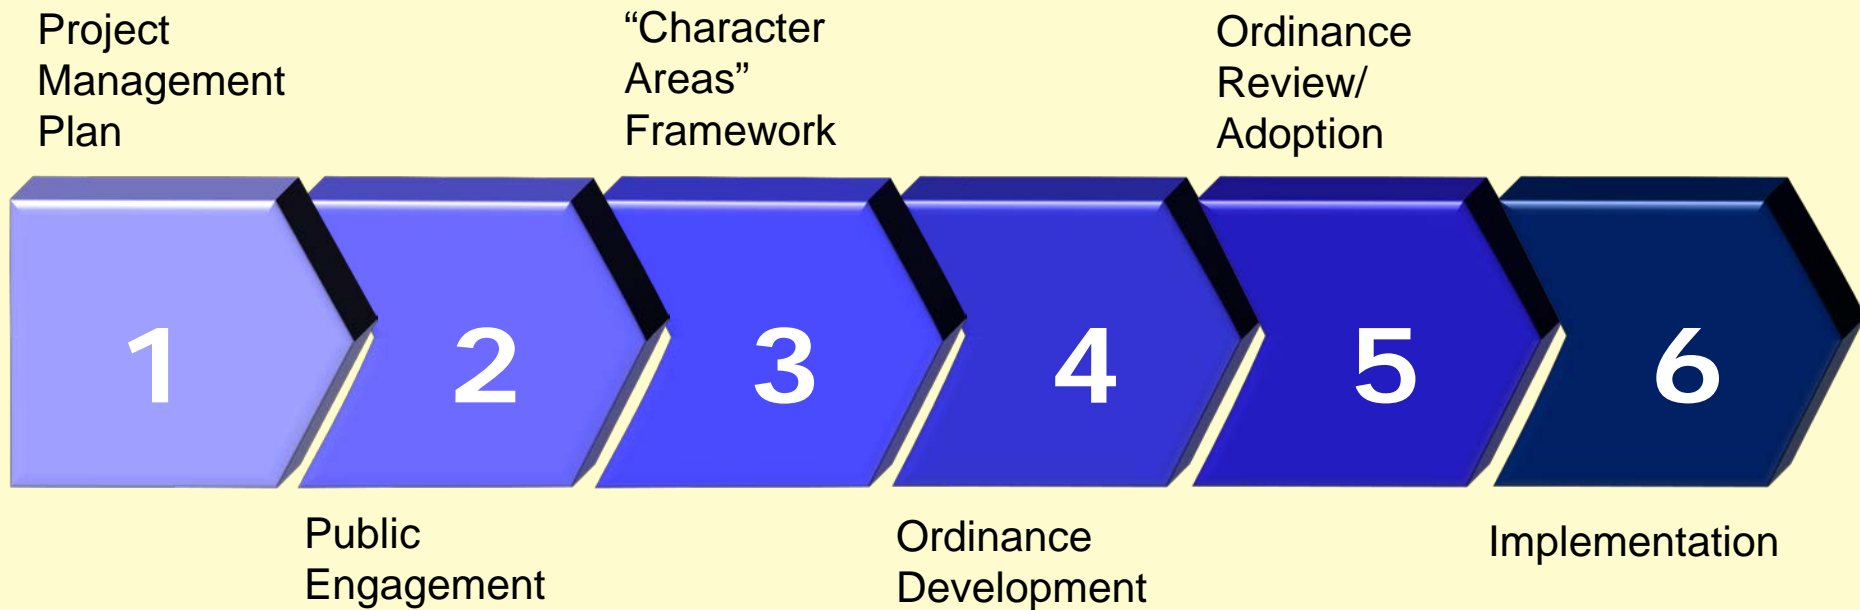 Project
Management
Plan
“Character
Areas”
Framework
Ordinance
Review/
Adoption
1
2
3
4
5
6
Public
Engagement
Ordinance
Development
Implementation